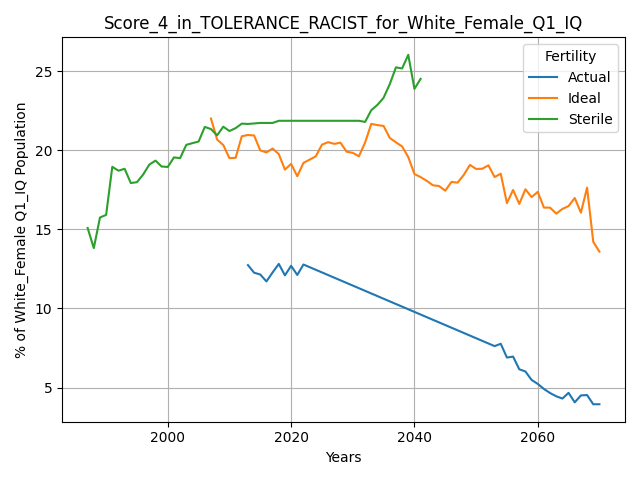 Score_4_in_TOLERANCE_RACIST_for_White_Female_Q1_IQ
Fertility
Actual
Ideal
Sterile
% of White_Female Q1_IQ Population
25
20
15
10
5
2000
2020
2040
2060
Years